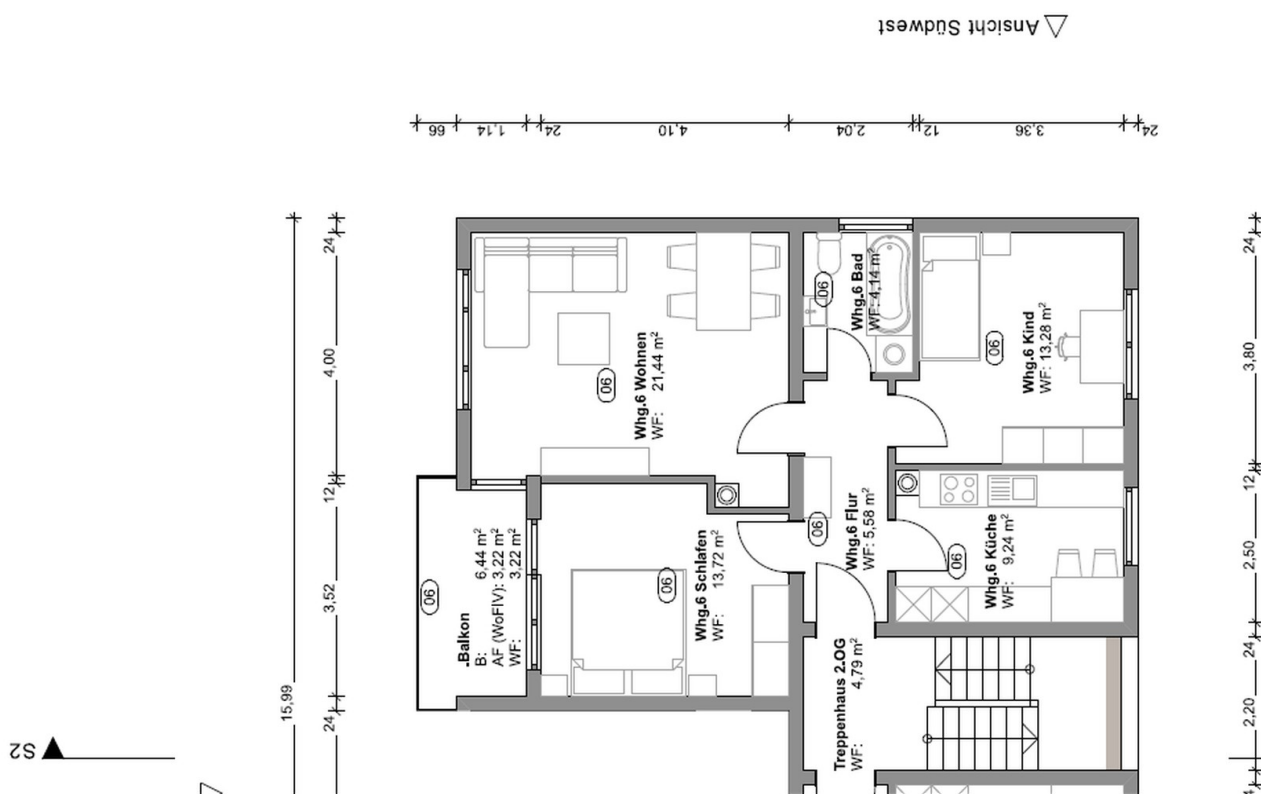 Ansicht Südwest
66 1,14 24 4,10 2,04 12 3,36 24
24
4,00
12
3,52
24
15,99
24
3,80
12
2,50
24
2,20
Whg.6 Wohnen
WF: 21,44 m²
06
Whg.6 Bad
WF: 4,14 m²
06
Whg.6 Kind
WF: 13,28 m²
06
Whg.6 Flur
WF: 5,58 m²
06
Whg.6 Küche
WF: 9,24 m²
06
Whg.6 Schlafen
WF: 13,72 m²
06
.Balkon
B: 6,44 m²
AF (WoFlV): 3,22 m²
WF: 3,22 m²
06
Treppenhaus 2.OG
WF: 4,79 m²
S2